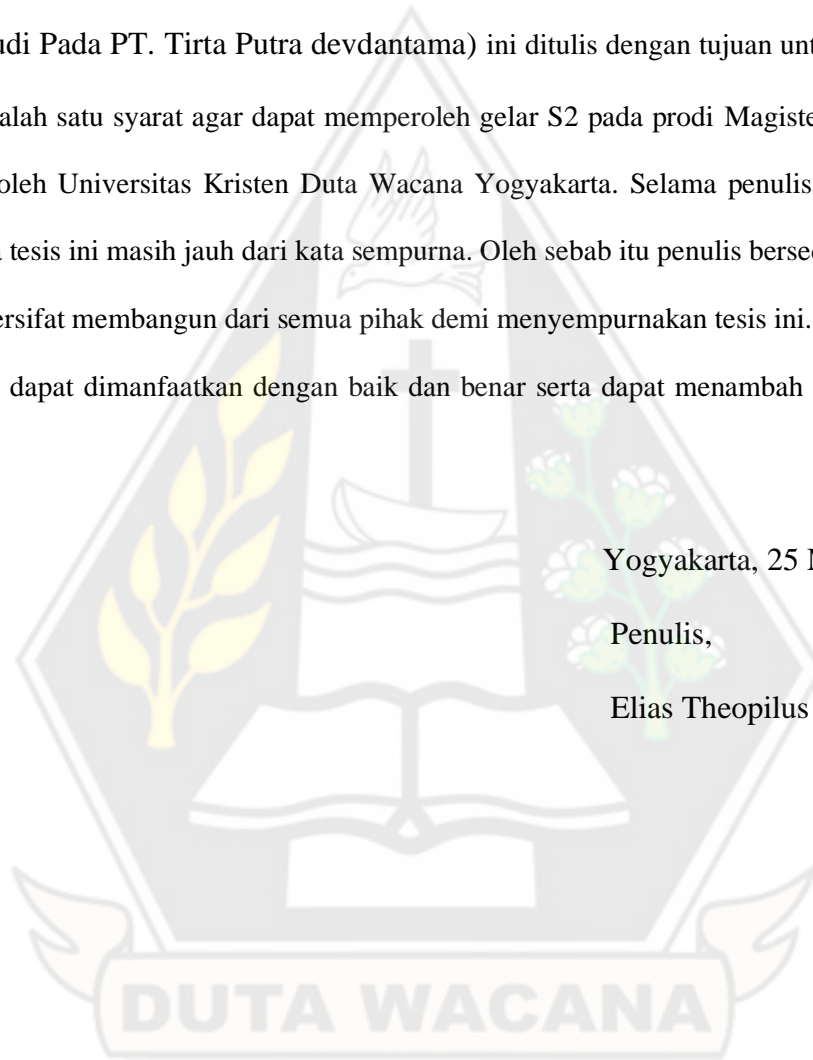 udi Pada PT. Tirta Putra devdantama) ini ditulis dengan tujuan unt
alah satu syarat agar dapat memperoleh gelar S2 pada prodi Magiste
oleh Universitas Kristen Duta Wacana Yogyakarta. Selama penulis
tesis ini masih jauh dari kata sempurna. Oleh sebab itu penulis berse
ersifat membangun dari semua pihak demi menyempurnakan tesis ini.
dapat dimanfaatkan dengan baik dan benar serta dapat menambah
Yogyakarta, 25
Penulis,
Elias Theopilus
DUTA WACANA